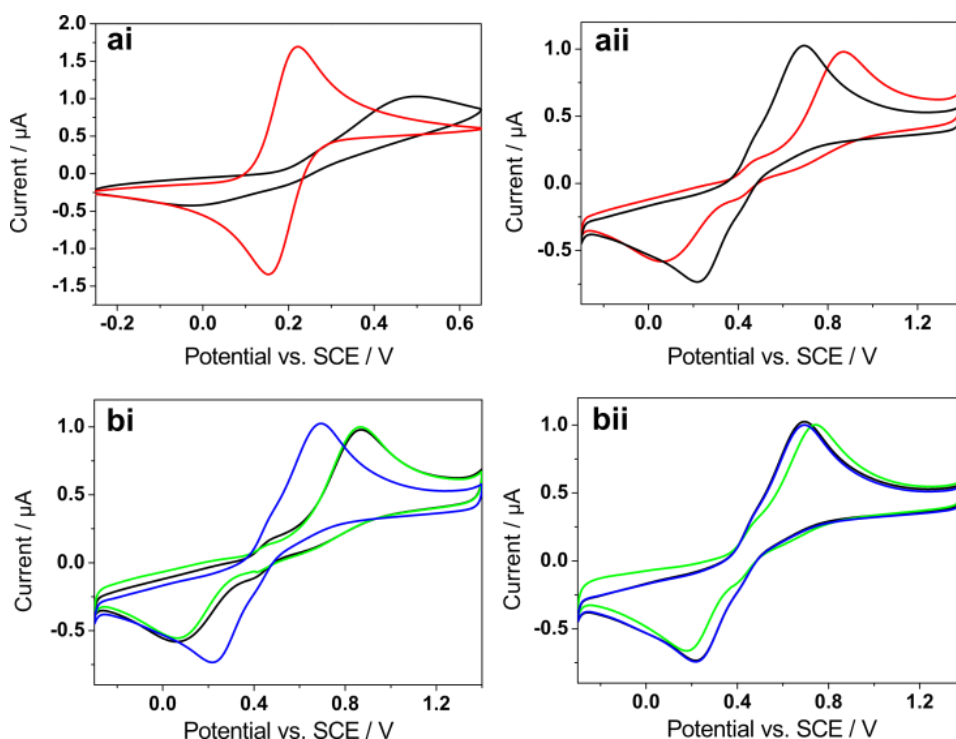 ai
2.0
1.5
1.0
0.5
0.0
-0.5
-1.0
-1.5
Current / µA
-0.2 0.0 0.2 0.4 0.6
Potential vs. SCE / V
aii
1.0
0.5
0.0
-0.5
Current / µA
0.0 0.4 0.8 1.2
Potential vs. SCE / V
bi
1.0
0.5
0.0
-0.5
Current / µA
0.0 0.4 0.8 1.2
Potential vs. SCE / V
bii
1.0
0.5
0.0
-0.5
Current / µA
0.0 0.4 0.8 1.2
Potential vs. SCE / V